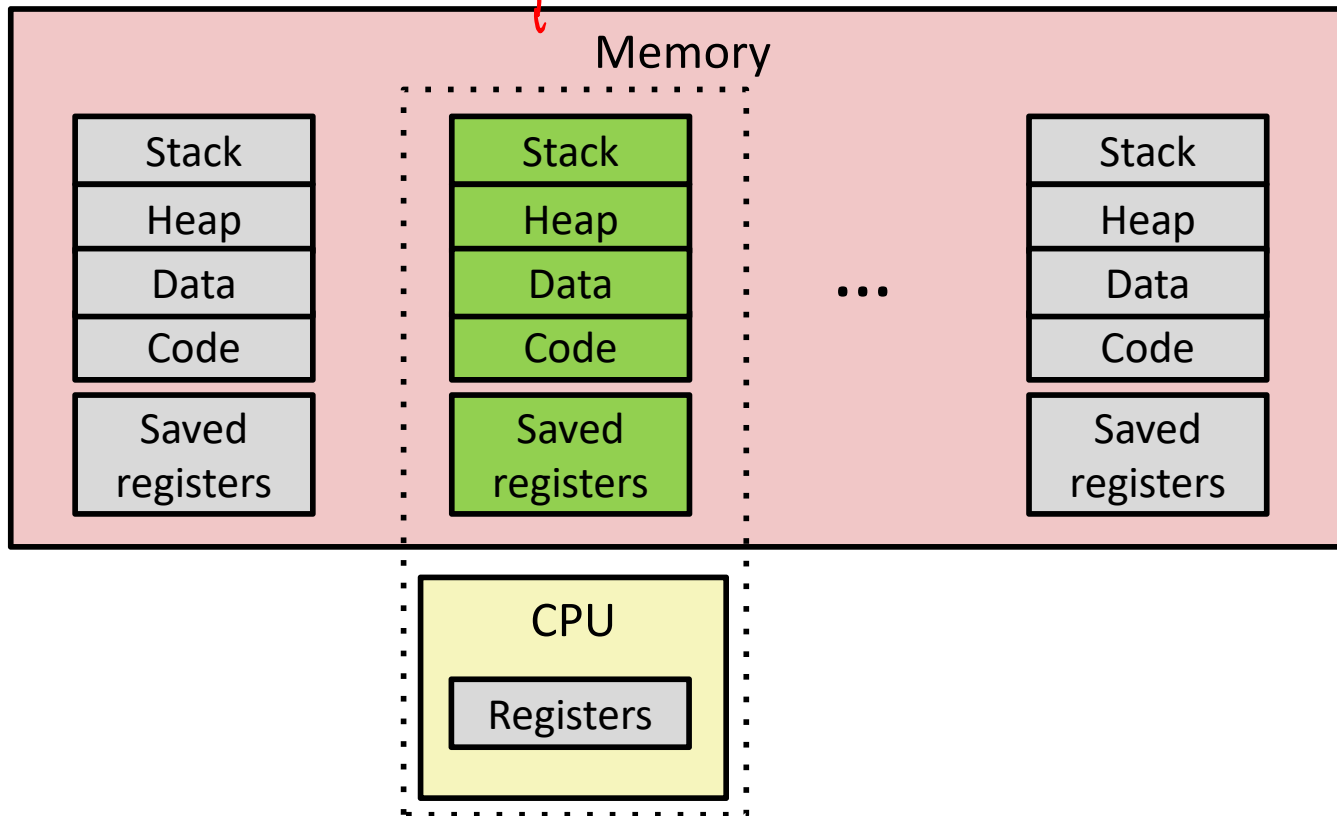 Memory
Stack
Heap
Data
Code
Saved
registers
Stack
Heap
Data
Code
Saved
registers
...
Stack
Heap
Data
Code
Saved
registers
CPU
Registers